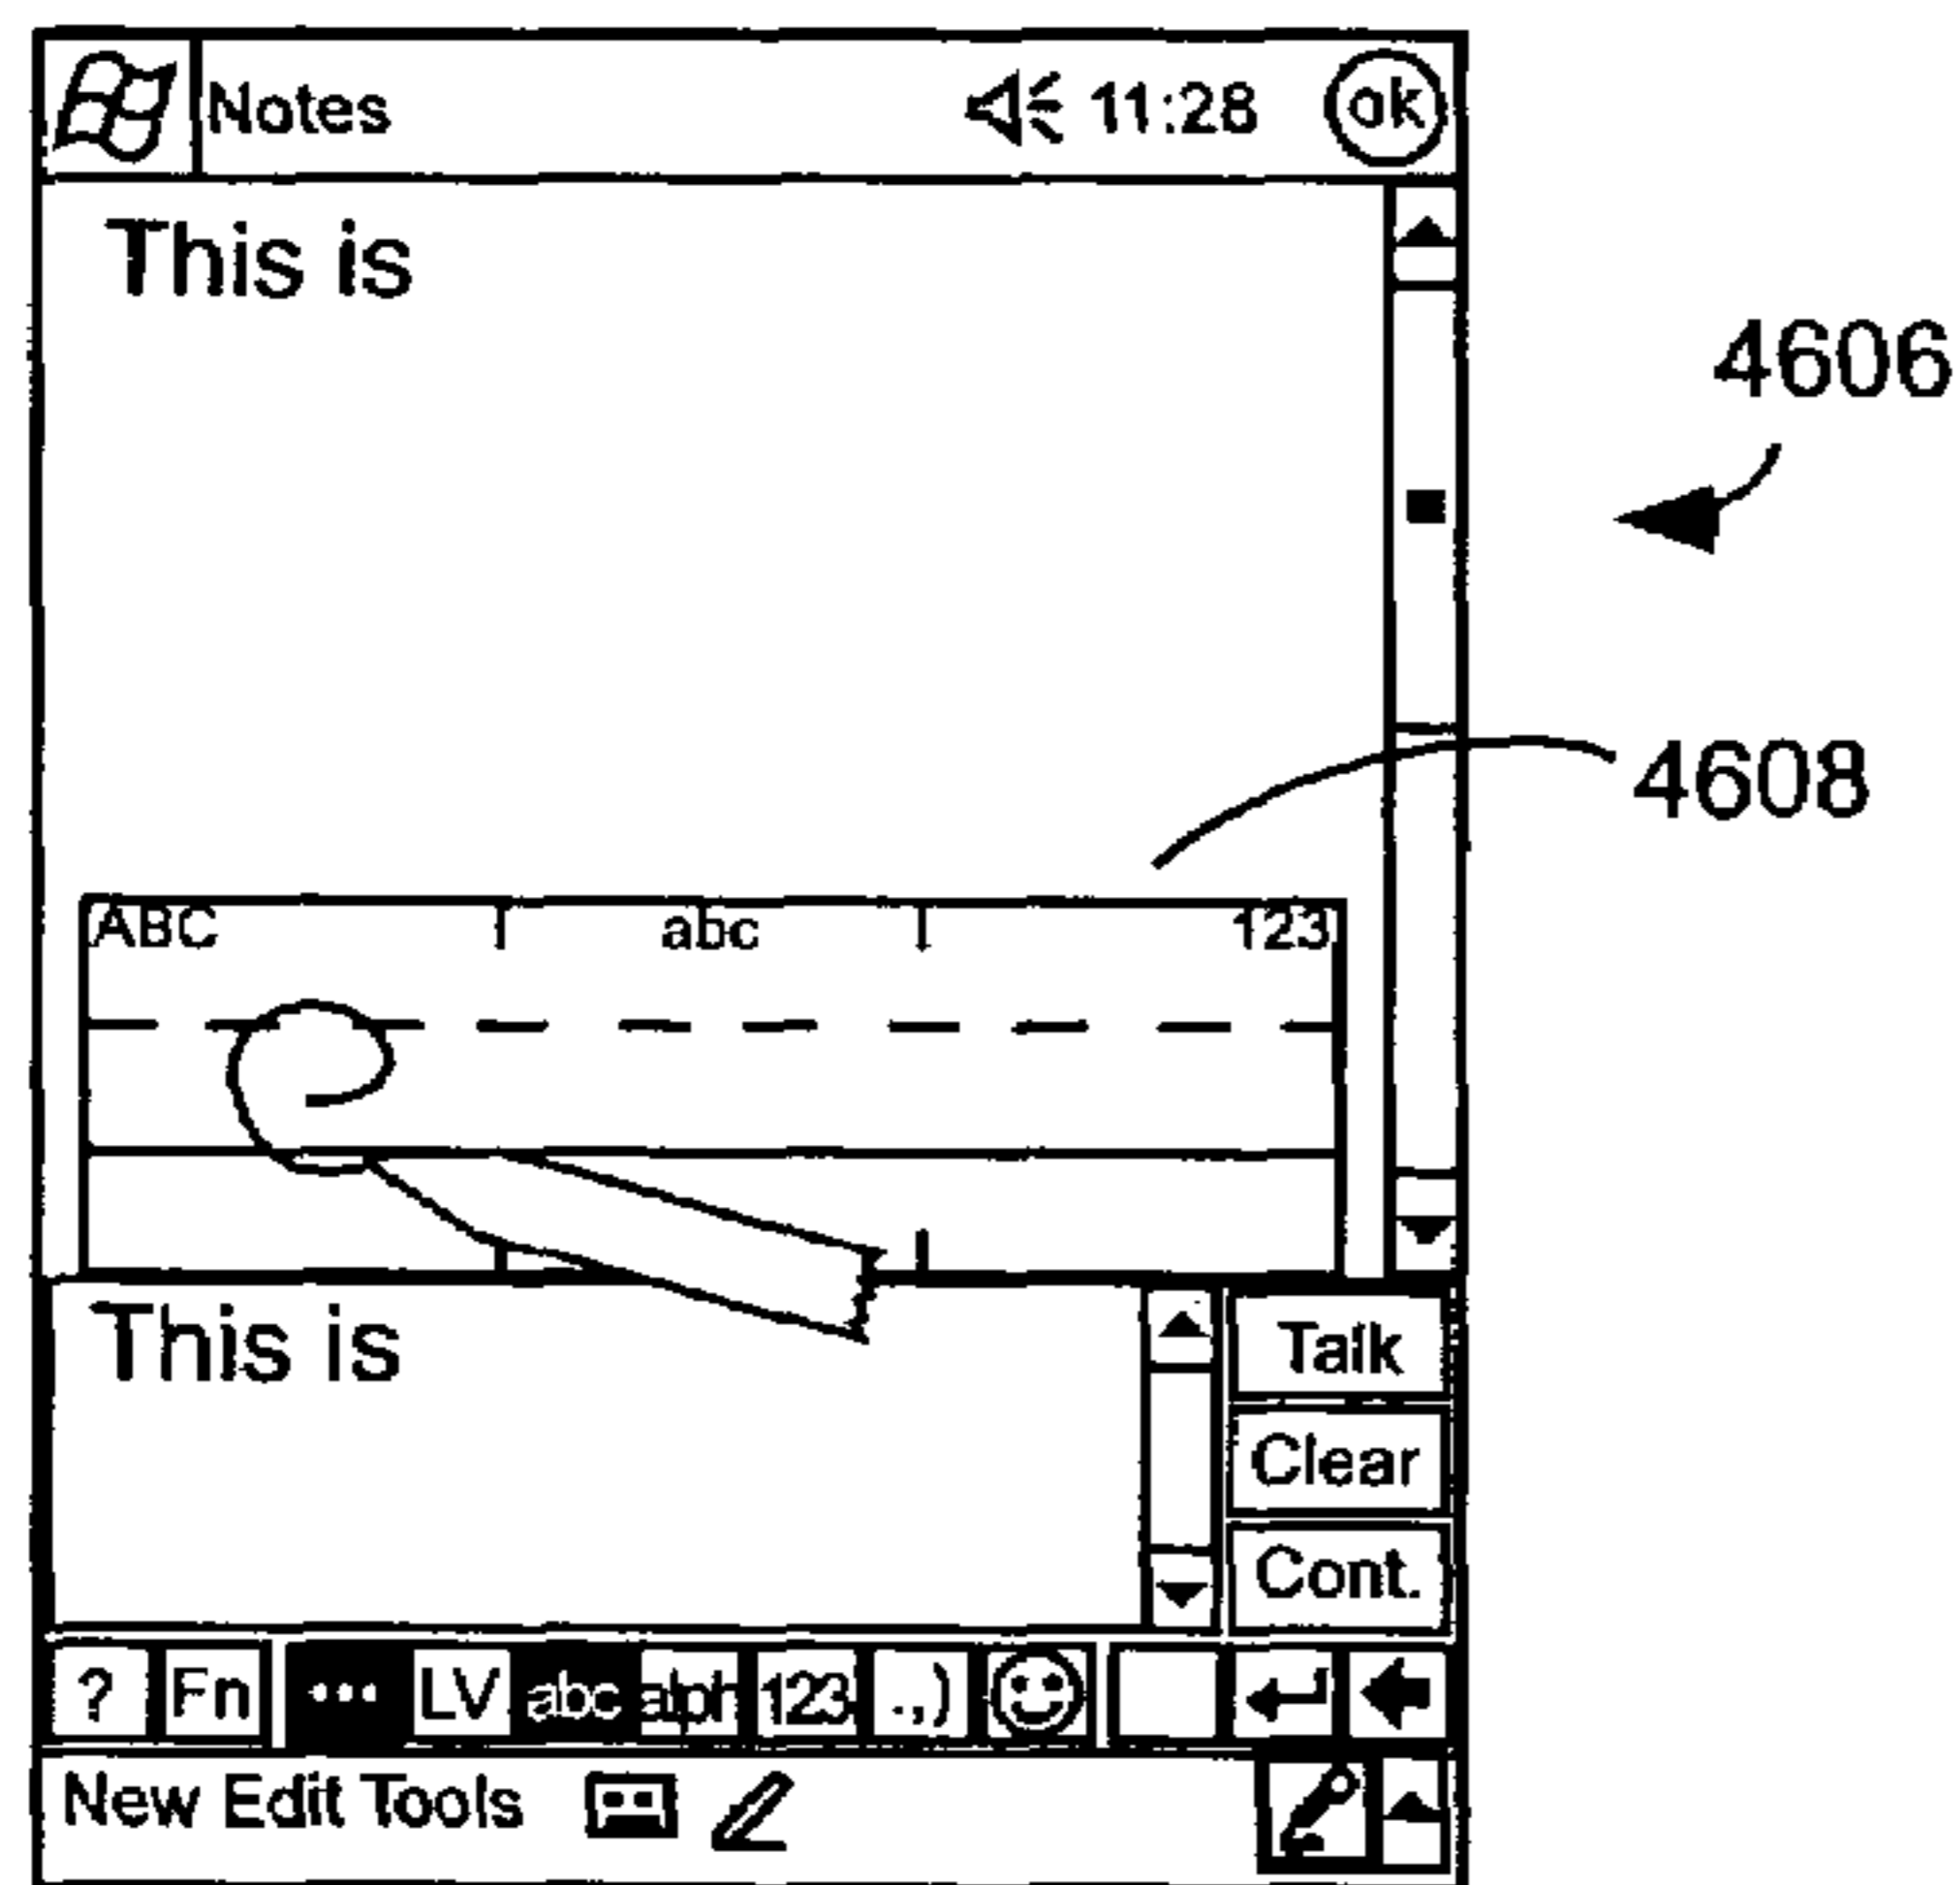 Notes 11:28 ok
This is
4606
4608
ABC abc 123
This is
Talk
Clear
Cont.
? Fn ... LV abc alph 123 .,)
New Edit Tools